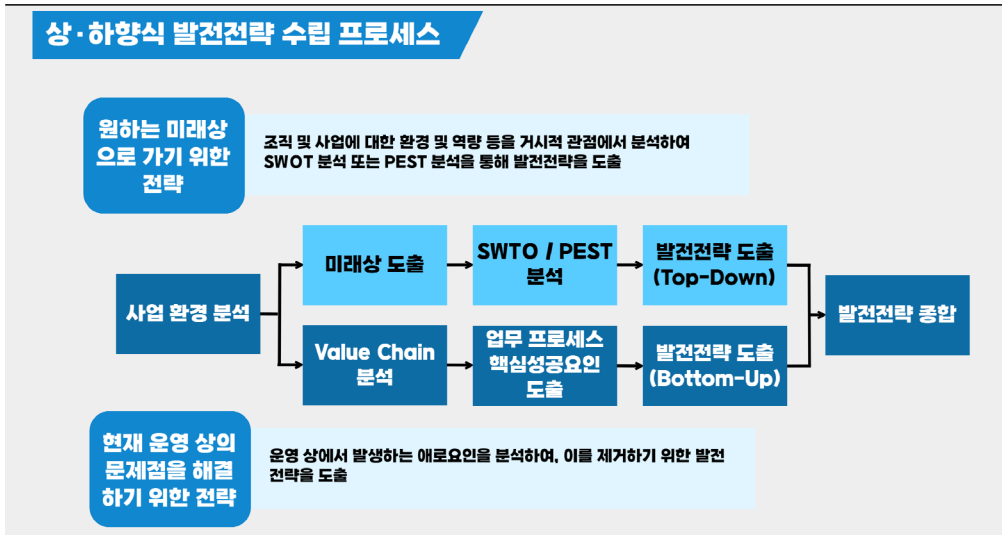 상·하향식 발전전략 수립 프로세스
원하는 미래상
으로 가기 위한
전략
조직 및 사업에 대한 환경 및 역량 등을 거시적 관점에서 분석하여
SWOT 분석 또는 PEST 분석을 통해 발전전략을 도출
사업 환경 분석
미래상 도출
SWTO / PEST
분석
발전전략 도출
(Top-Down)
Value Chain
분석
업무 프로세스
핵심성공요인
도출
발전전략 도출
(Bottom-Up)
발전전략 종합
현재 운영 상의
문제점을 해결
하기 위한 전략
운영 상에서 발생하는 애로요인을 분석하여, 이를 제거하기 위한 발전
전략을 도출